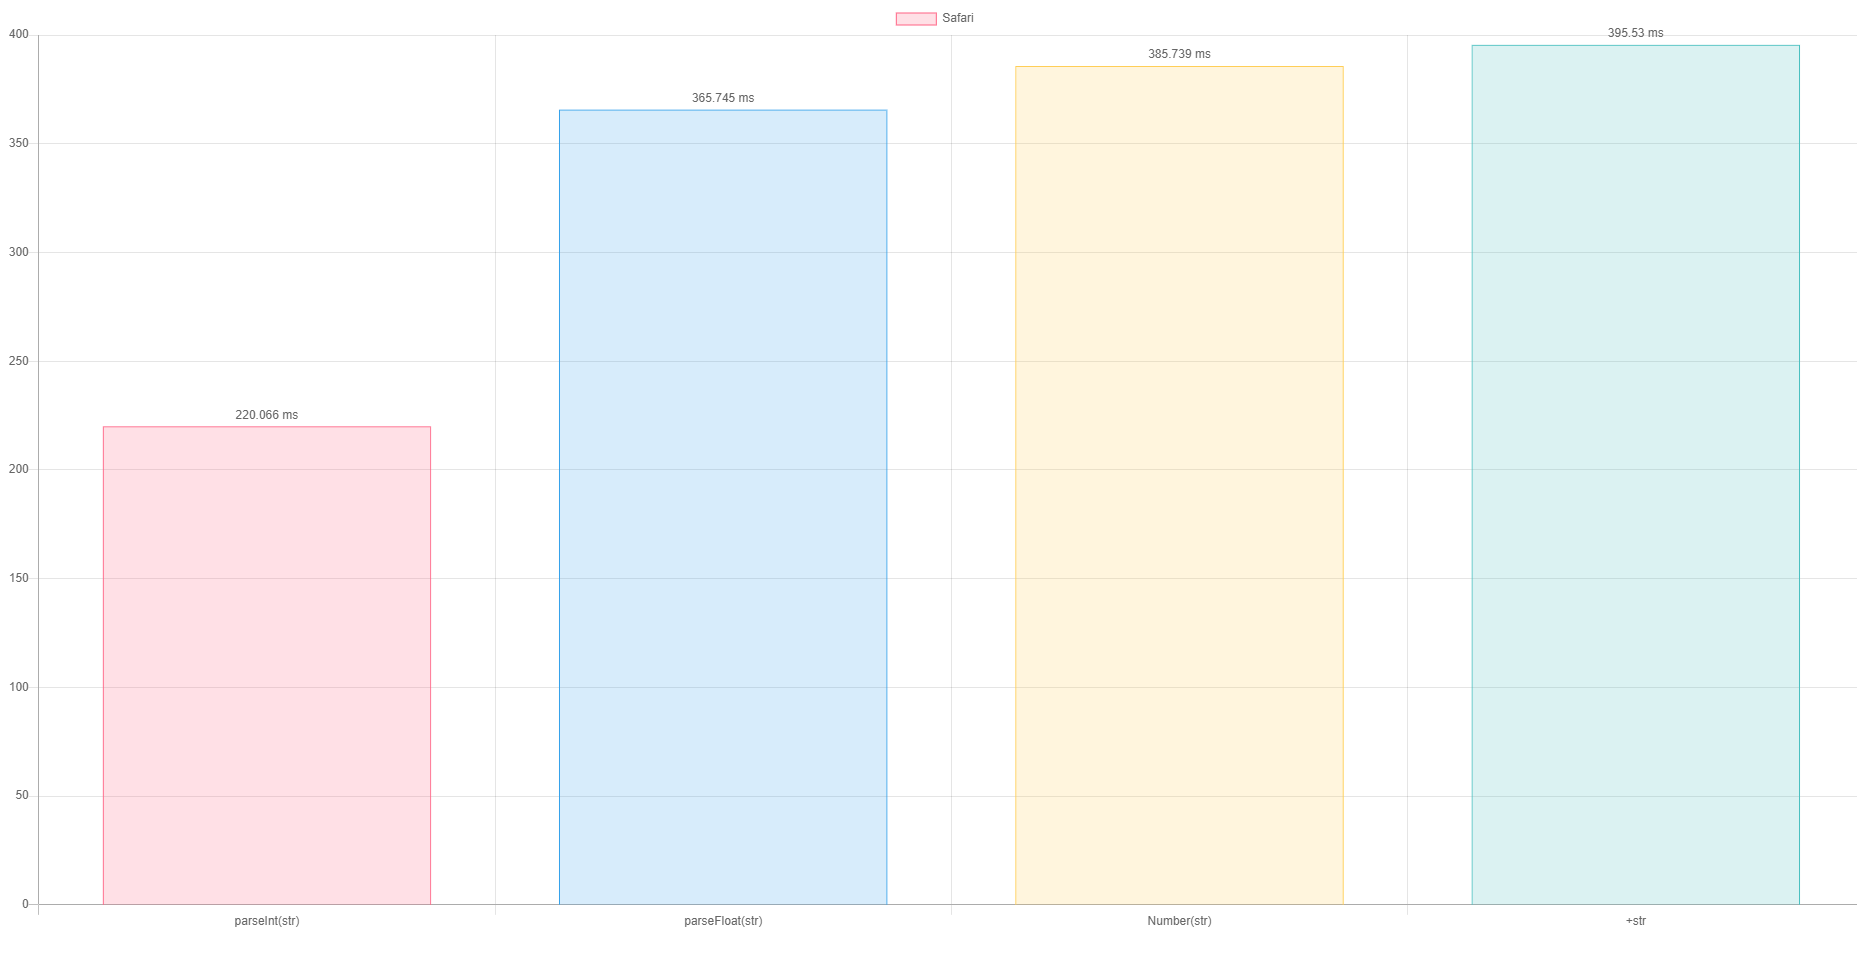 Safari
400
395.53 ms
385.739 ms
365.745 ms
350
300
250
220.066 ms
200
150
100
50
0
parseInt(str)
parseFloat(str)
Number(str)
+str